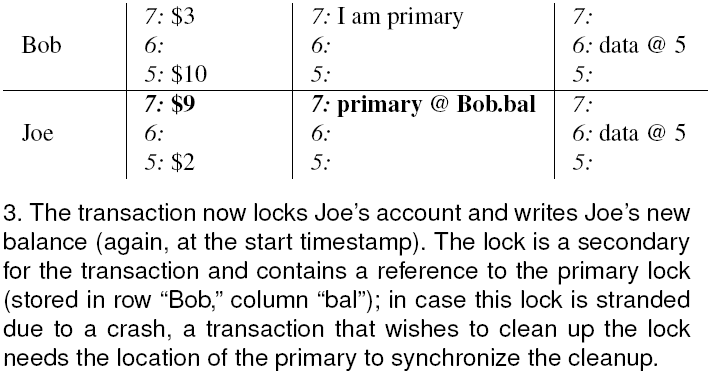 7: $3 7: I am primary 7:
Bob 6: 6: 6: data @ 5
5: $10 5: 5:
7: $9 7: primary @ Bob.bal 7:
Joe 6: 6: 6: data @ 5
5: $2 5: 5:
3. The transaction now locks Joe’s account and writes Joe’s new
balance (again, at the start timestamp). The lock is a secondary
for the transaction and contains a reference to the primary lock
(stored in row “Bob,” column “bal”); in case this lock is stranded
due to a crash, a transaction that wishes to clean up the lock
needs the location of the primary to synchronize the cleanup.